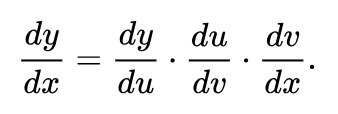 dy/dx = dy/du · du/dv · dv/dx.